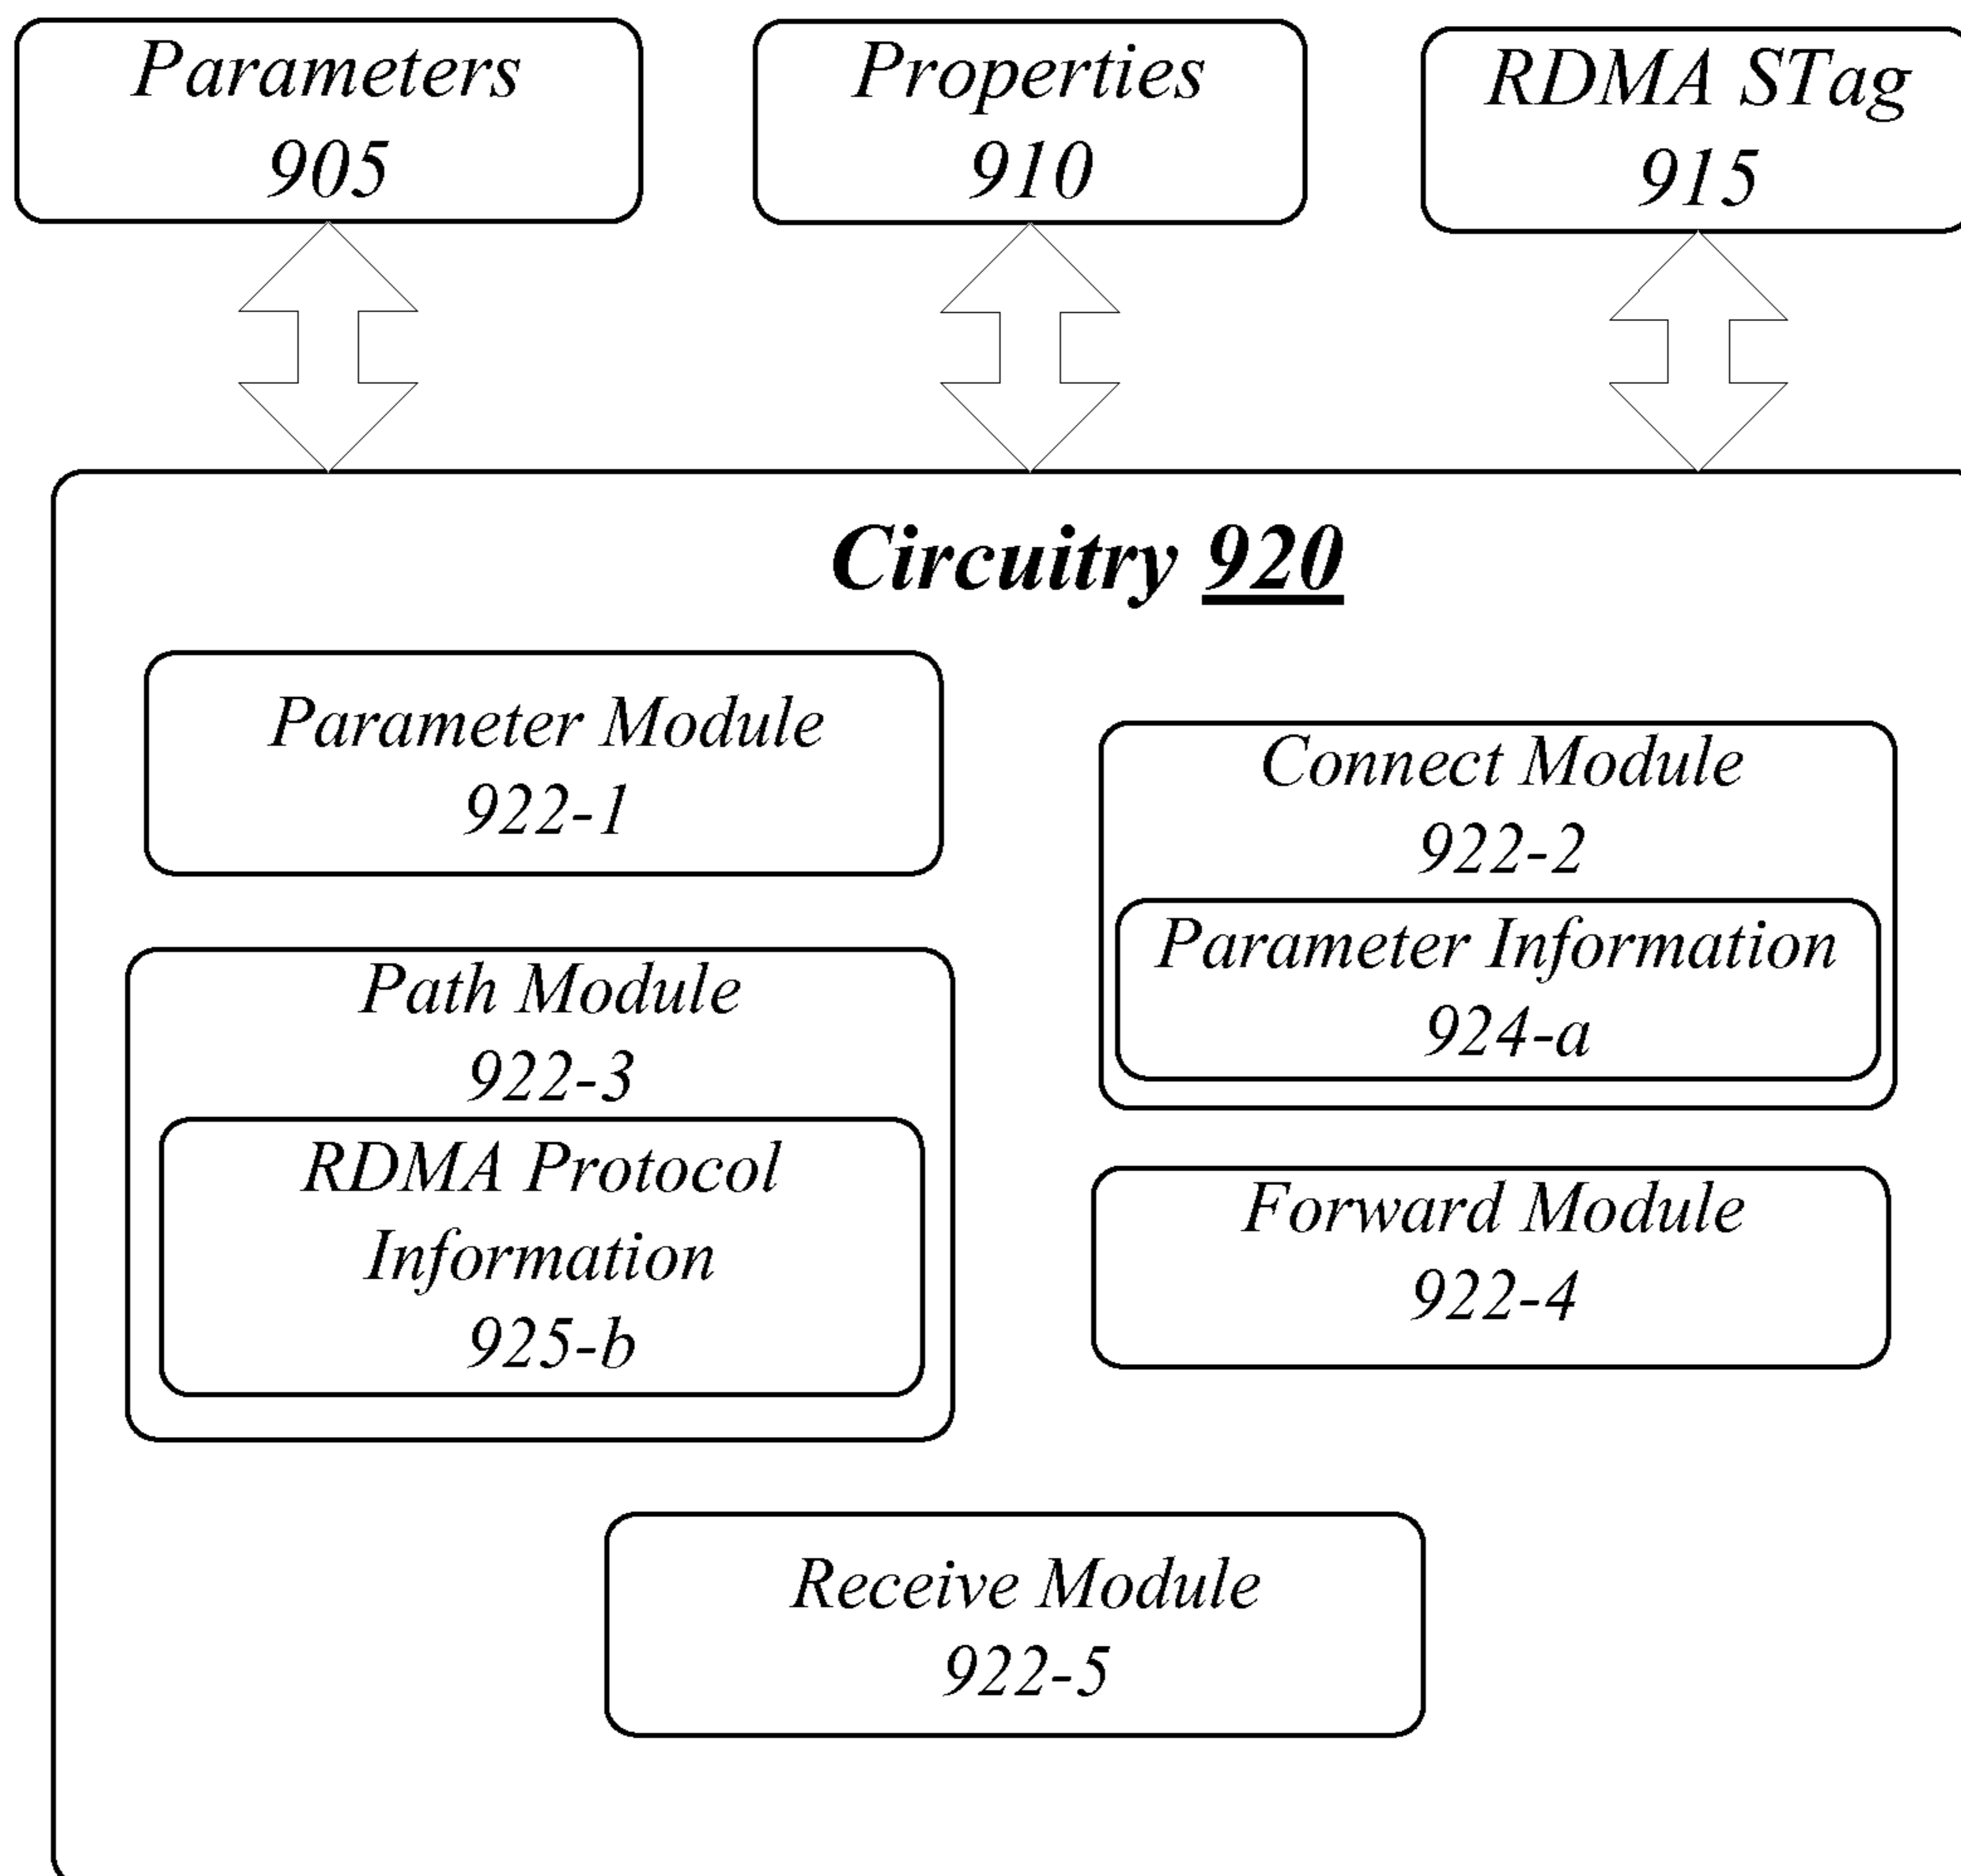 Parameters
905
Properties
910
RDMA STag
915
Circuitry 920
Parameter Module
922-1
Connect Module
922-2
Parameter Information
924-a
Path Module
922-3
RDMA Protocol
Information
925-b
Forward Module
922-4
Receive Module
922-5